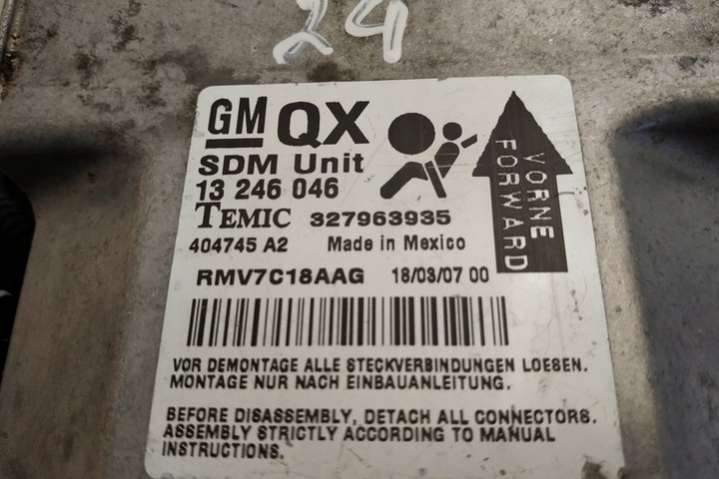 24
GM QX
SDM Unit
13 246 046
TEMIC 327963935
404745 A2 Made in Mexico
RMV7C18AAG 18/03/07 00
VORNE
FORWARD
VOR DEMONTAGE ALLE STECKVERBINDUNGEN LOESEN.
MONTAGE NUR NACH EINBAUANLEITUNG.
BEFORE DISASSEMBLY, DETACH ALL CONNECTORS.
ASSEMBLY STRICTLY ACCORDING TO MANUAL
INSTRUCTIONS.